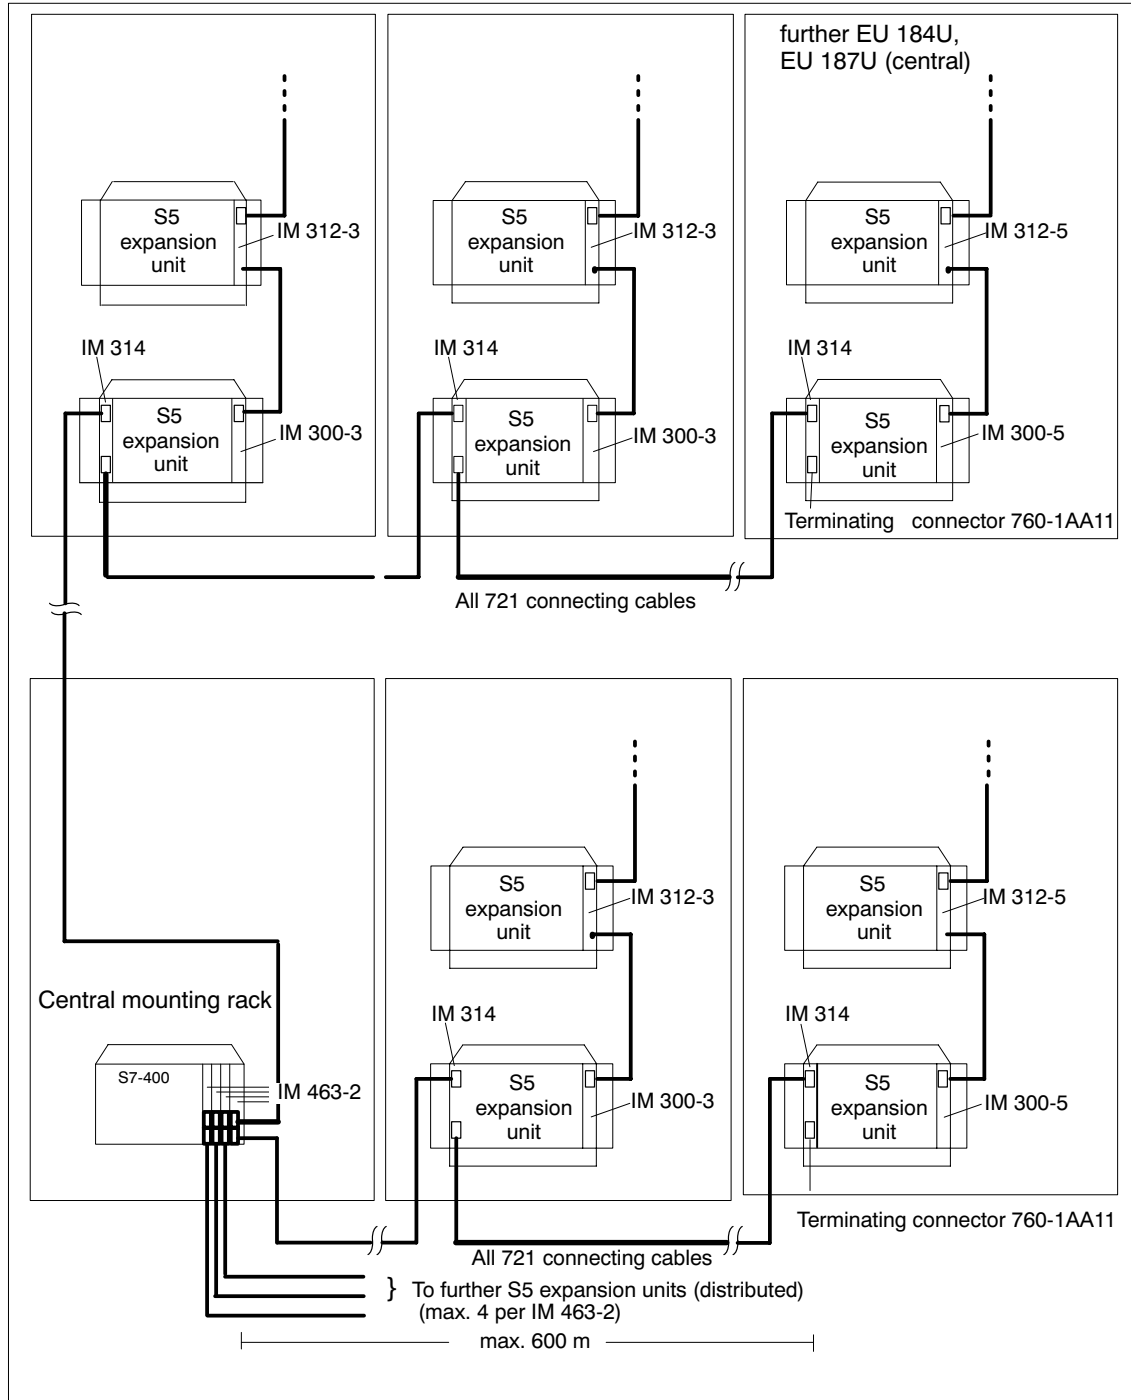 further EU 184U,
EU 187U (central)
S5
expansion
unit
IM 312-3
S5
expansion
unit
IM 312-3
S5
expansion
unit
IM 312-5
IM 314
S5
expansion
unit
IM 300-3
IM 314
S5
expansion
unit
IM 300-3
IM 314
S5
expansion
unit
IM 300-5
Terminating connector 760-1AA11
All 721 connecting cables
S5
expansion
unit
IM 312-3
S5
expansion
unit
IM 312-5
Central mounting rack
S7-400
IM 463-2
IM 314
S5
expansion
unit
IM 300-3
IM 314
S5
expansion
unit
IM 300-5
Terminating connector 760-1AA11
All 721 connecting cables
} To further S5 expansion units (distributed)
(max. 4 per IM 463-2)
max. 600 m